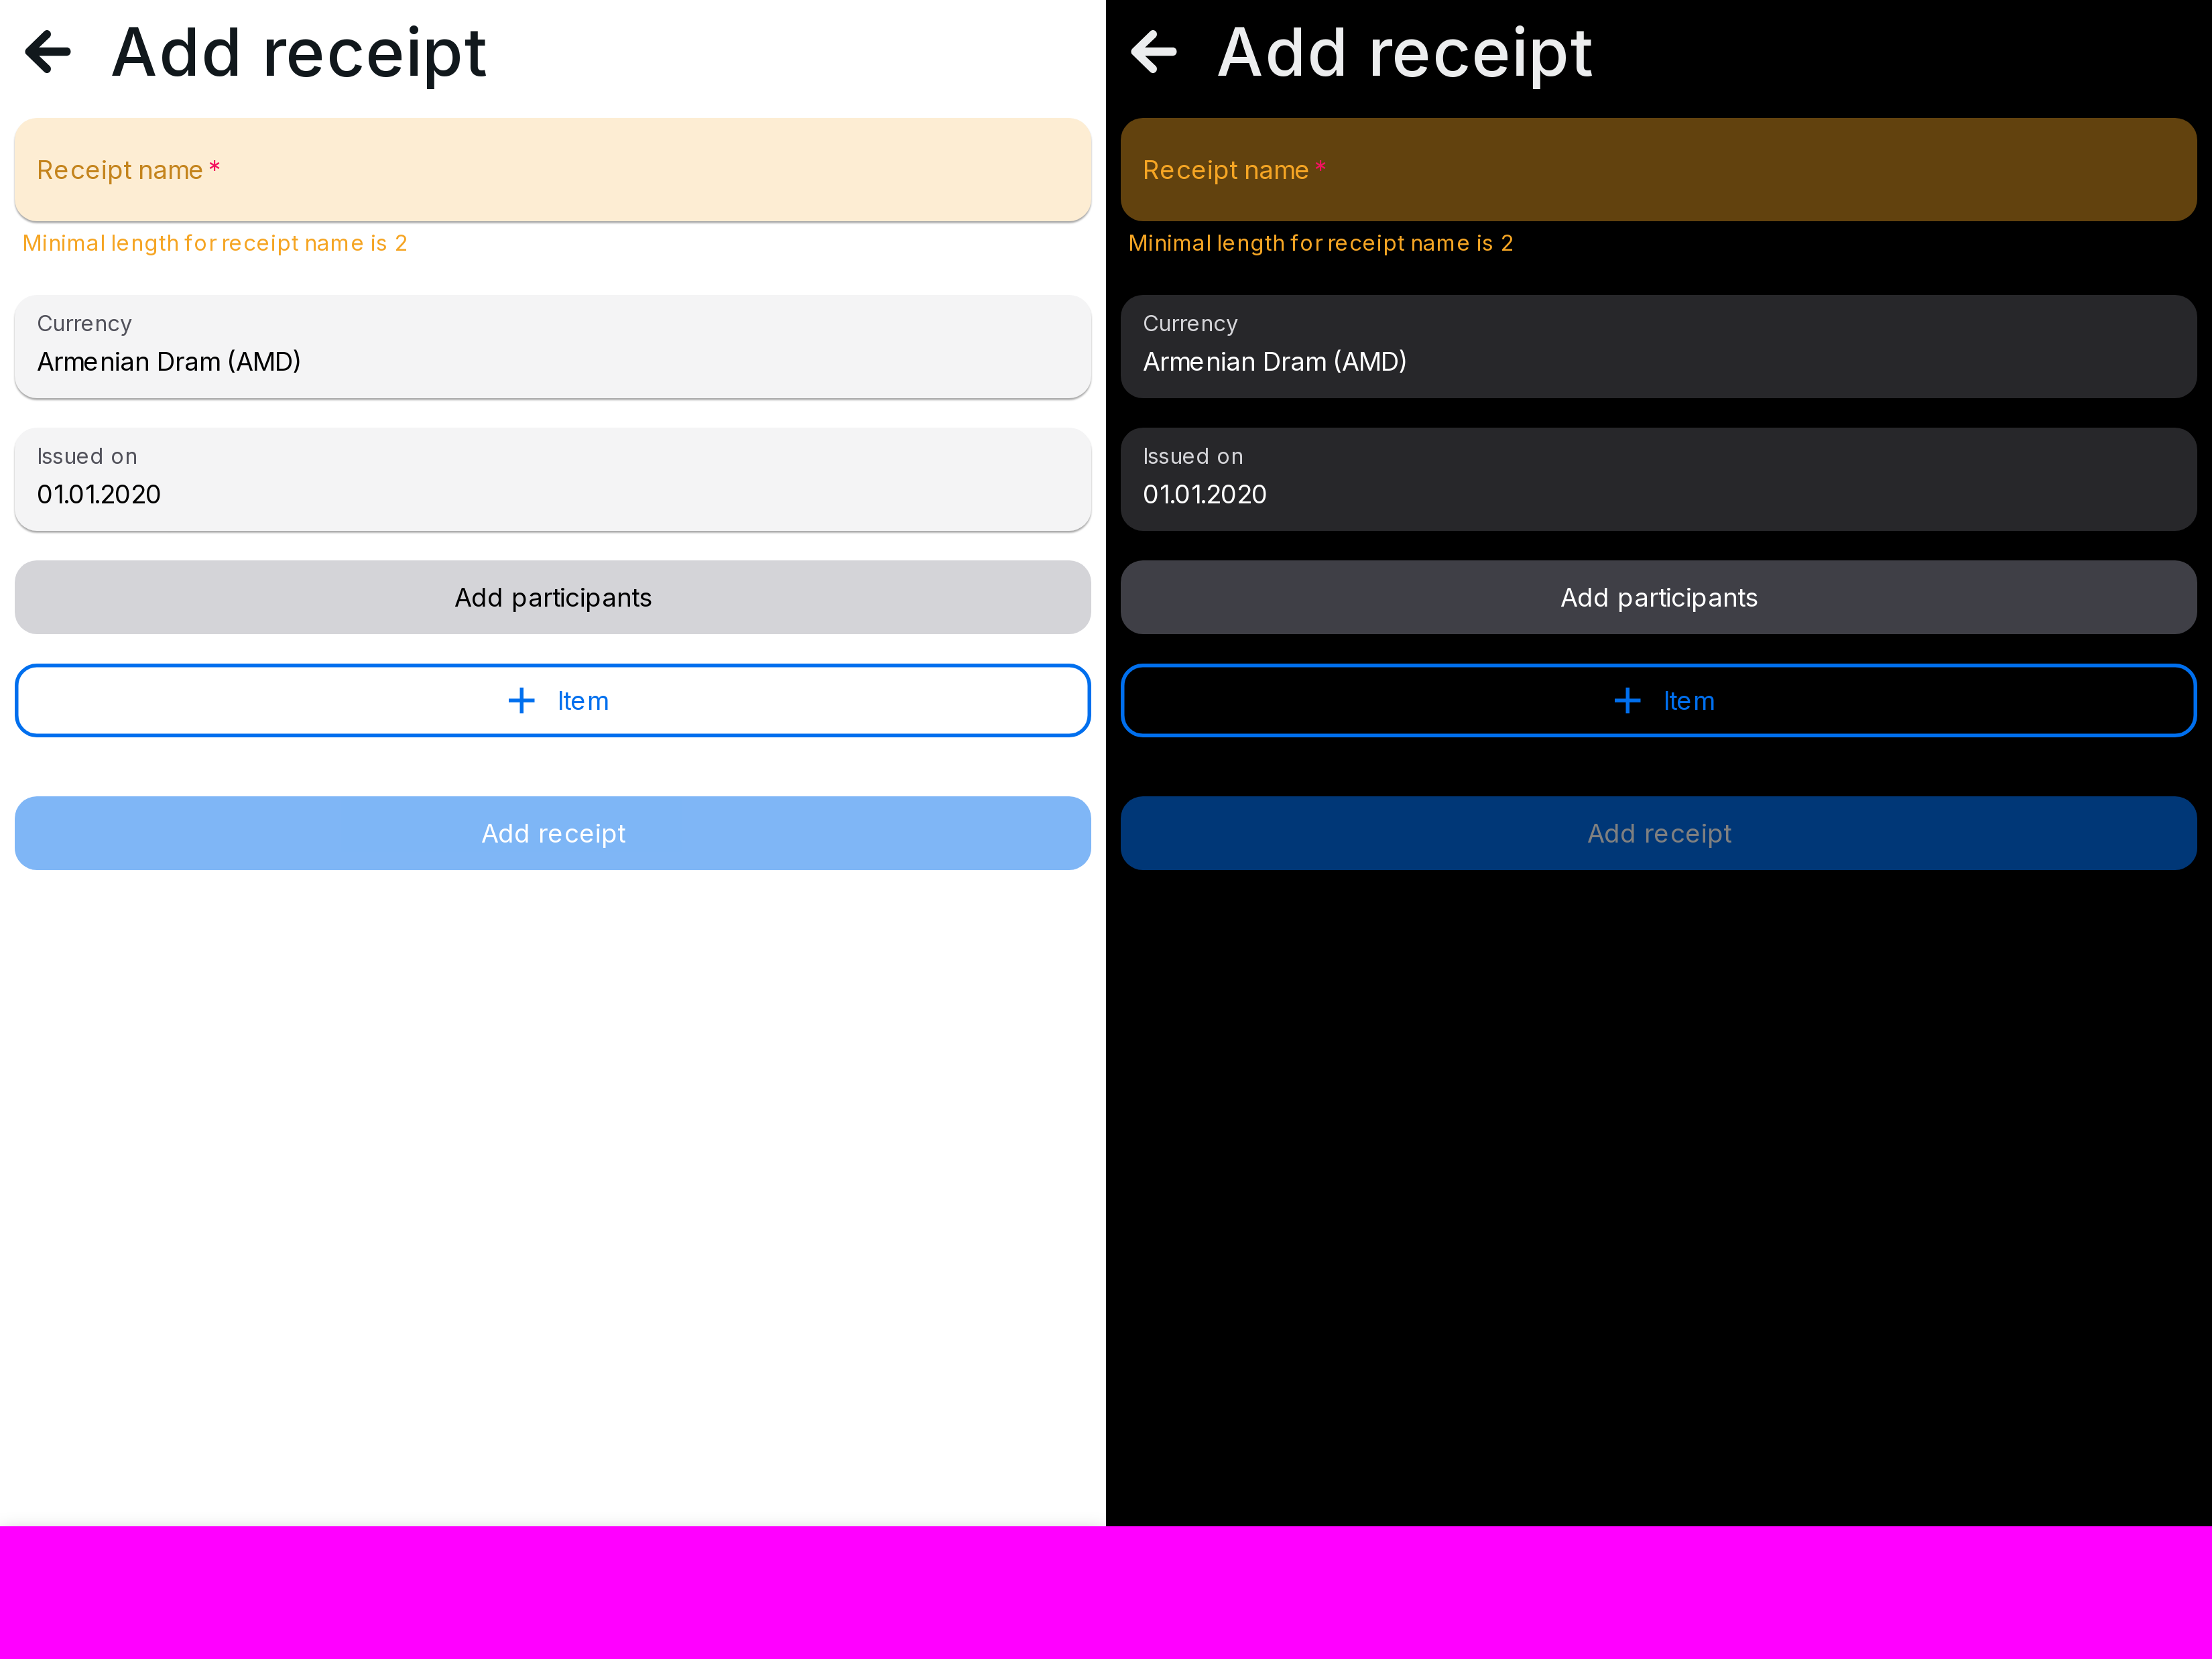 Add receipt
Receipt name*
Minimal length for receipt name is 2
Currency
Armenian Dram (AMD)
Issued on
01.01.2020
Add participants
Item
Add receipt
Add receipt
Receipt name*
Minimal length for receipt name is 2
Currency
Armenian Dram (AMD)
Issued on
01.01.2020
Add participants
Item
Add receipt